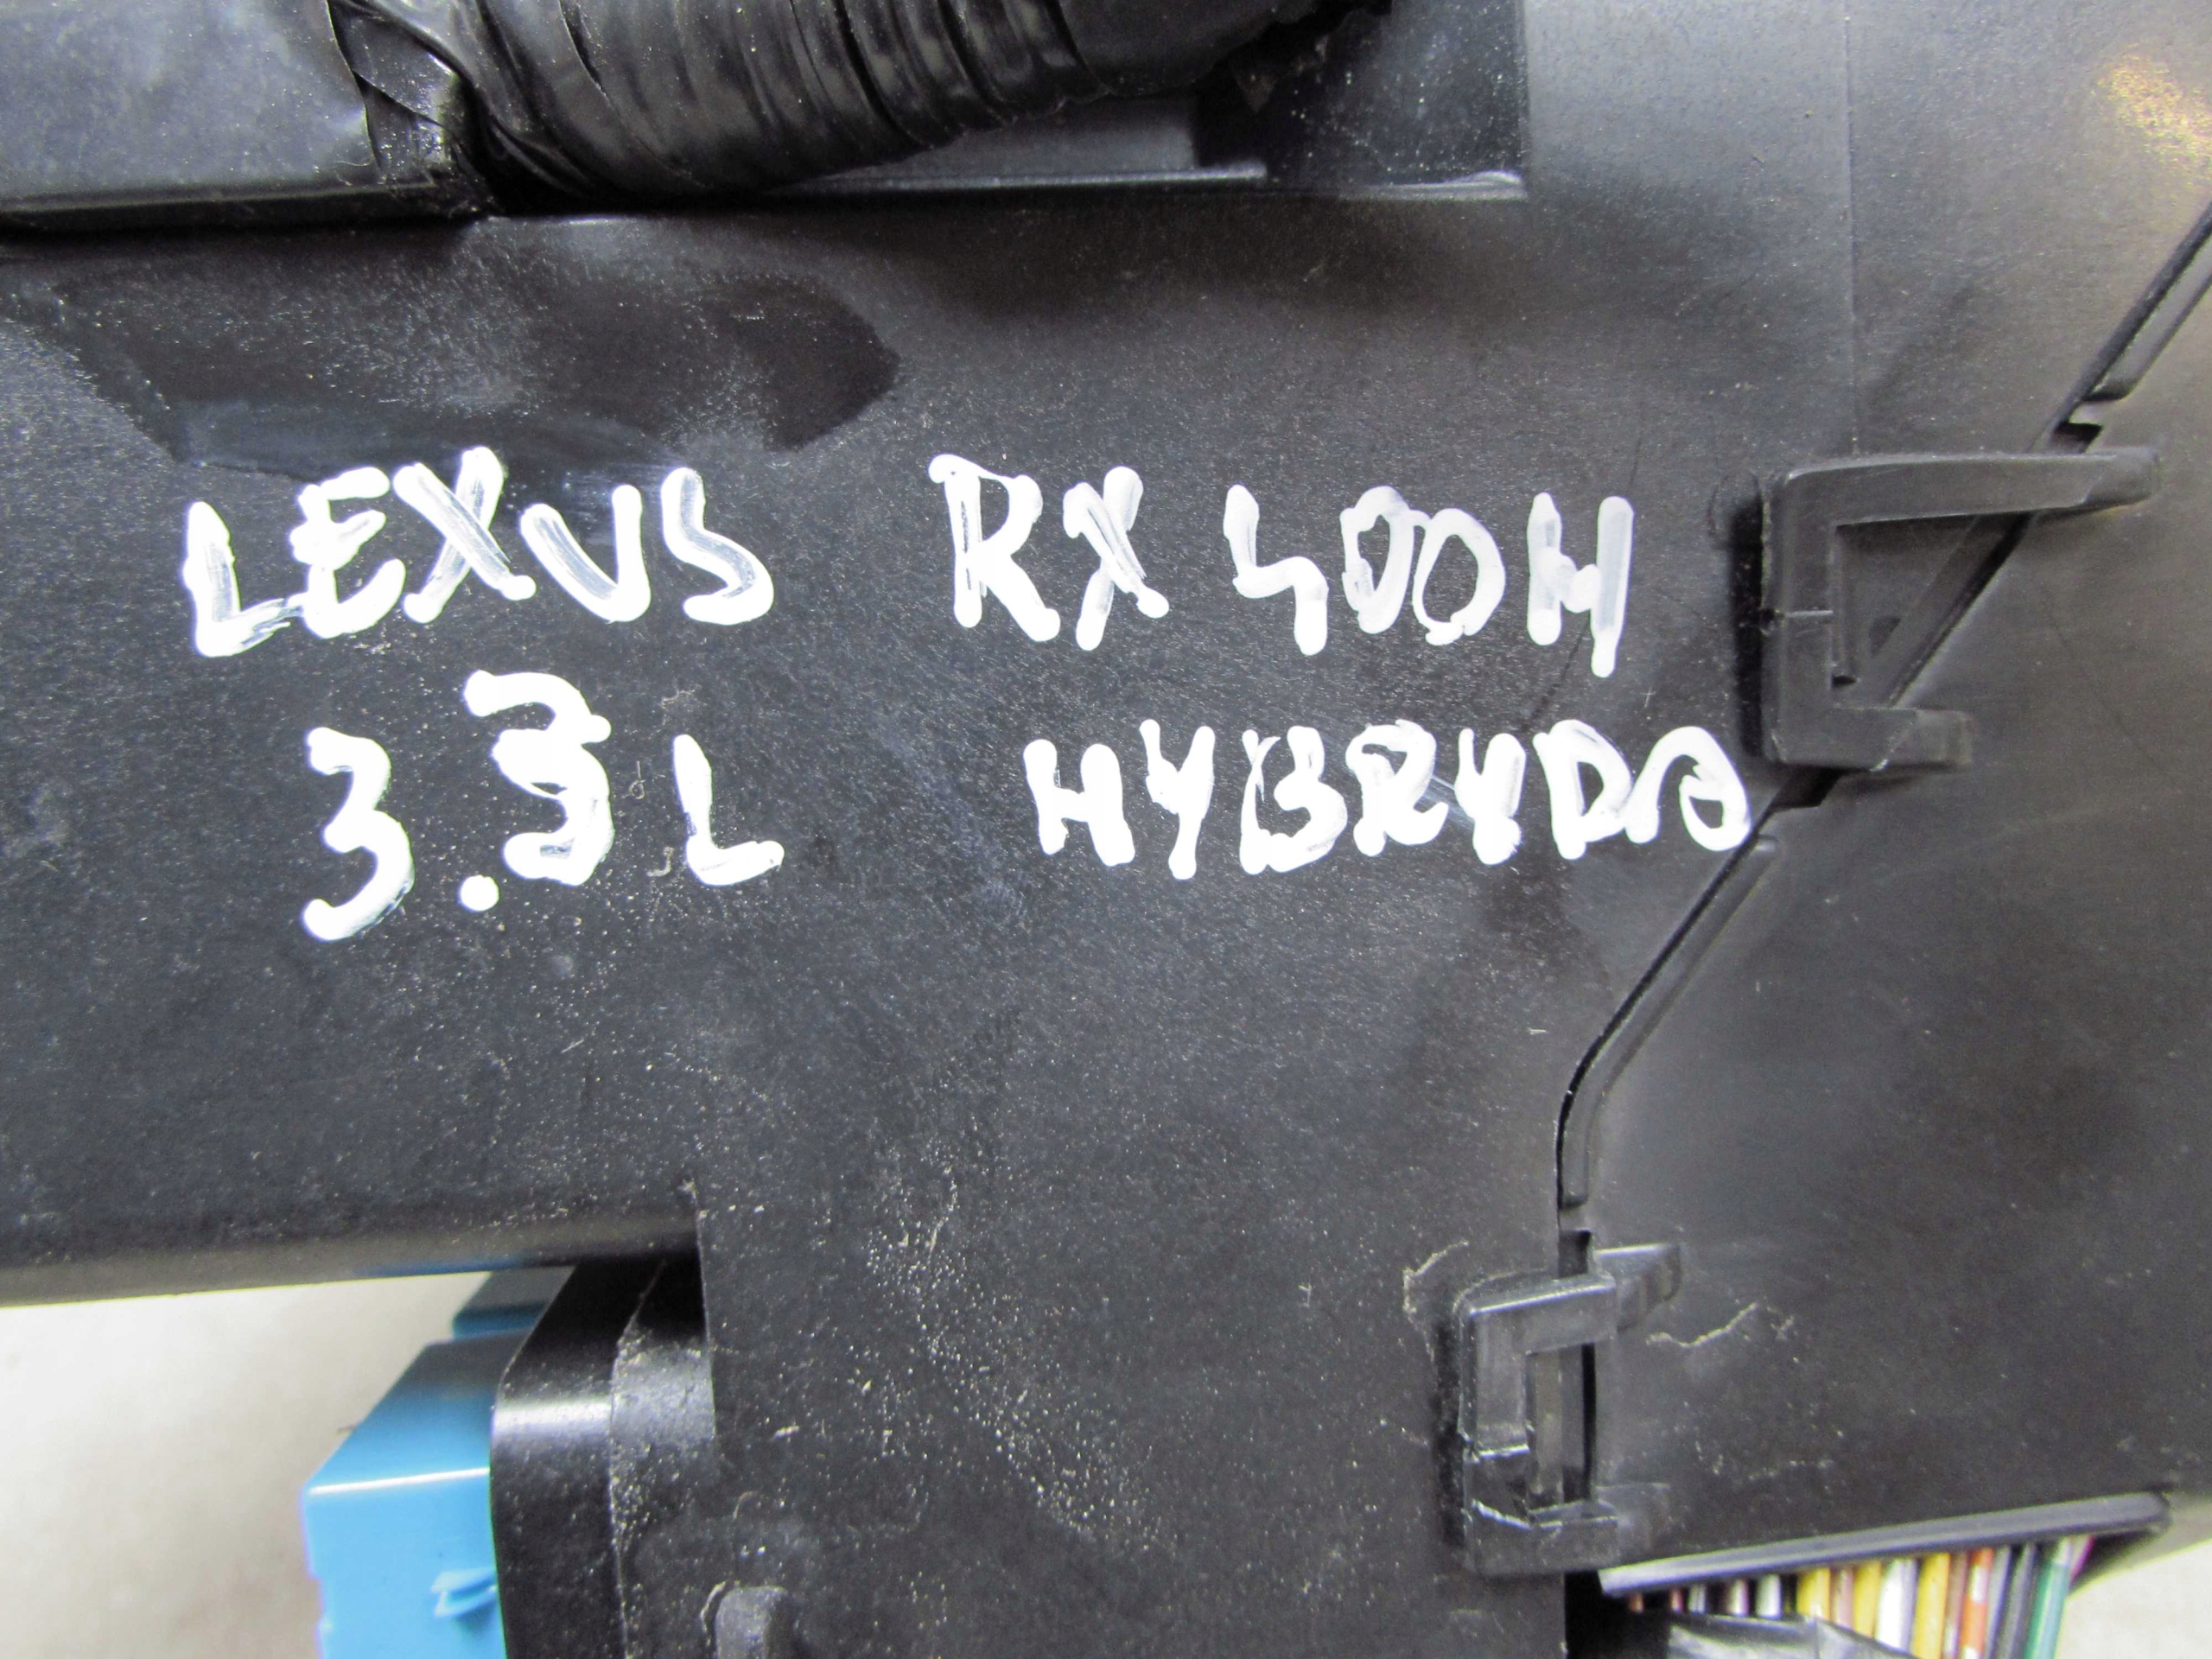 LEXUS RX 400H
3.3L HYBRYDA